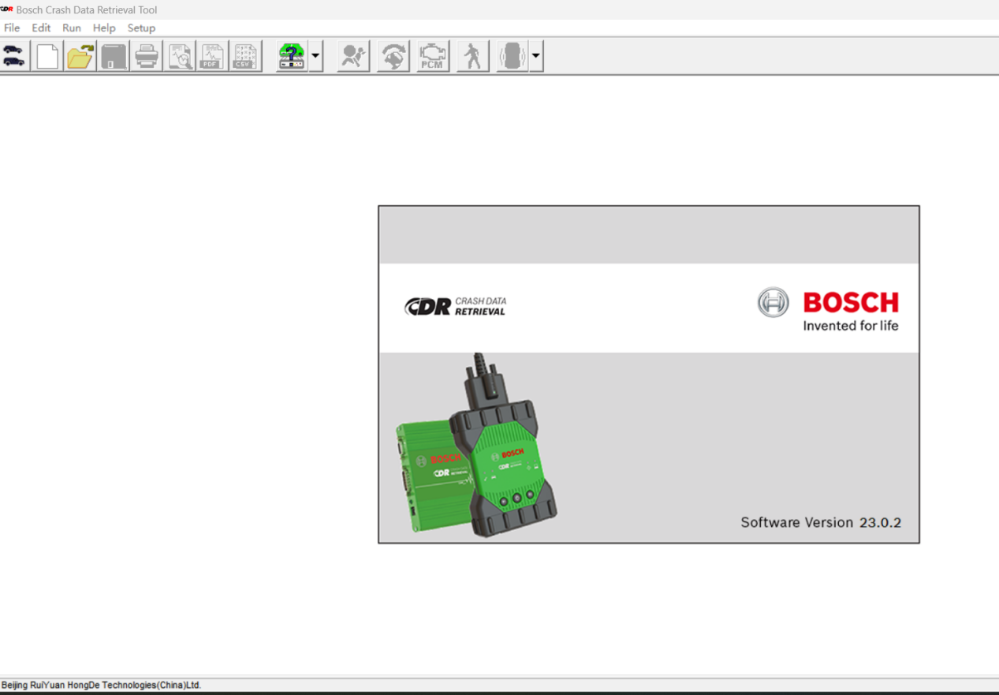 CDR Bosch Crash Data Retrieval Tool
File Edit Run Help Setup
PDF CSV ? PCM
CDR CRASH DATA RETRIEVAL
BOSCH
Invented for life
BOSCH
CDR
BOSCH
CDR
Software Version 23.0.2
Beijing RuiYuan HongDe Technologies(China)Ltd.